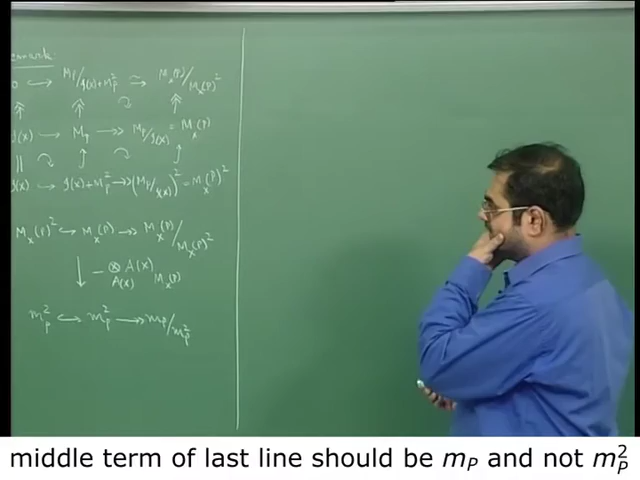 emark:
0 ⟶ M_P/𝒥(X)+M_P^2 ≃ M_X(P)/M_X(P)^2
𝒥(X) ⟶ M_P ↠ M_P/𝒥(X) = M_X(P)
𝒥(X) ⟶ 𝒥(X)+M_P^2 ↠ (M_P/𝒥(X))^2 = M_X(P)^2
M_X(P)^2 ↪ M_X(P) ↠ M_X(P)/M_X(P)^2
↓ – ⊗ A(X)
A(X) M_X(P)
m_P^2 ↪ m_P^2 ↠ m_P/m_P^2
middle term of last line should be m_P and not m_P^2